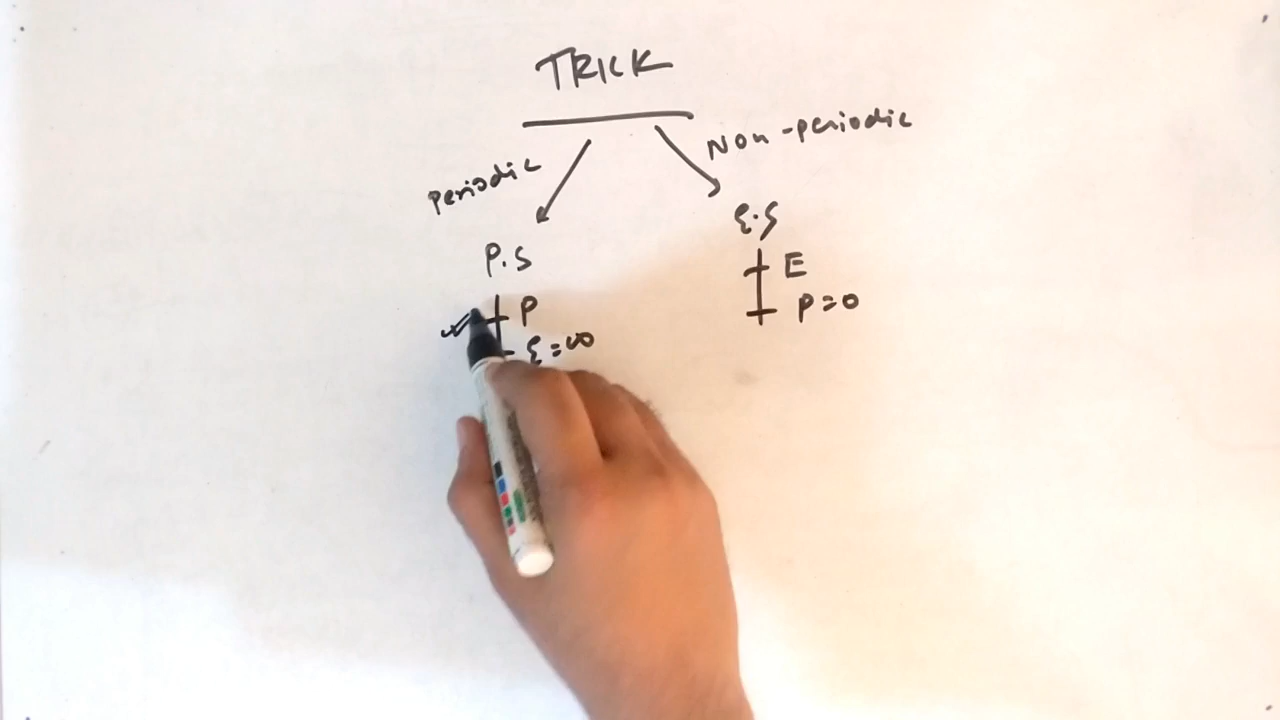 TRICK
periodic
Non-periodic
P.S
E.S
P
E=∞
E
P=0